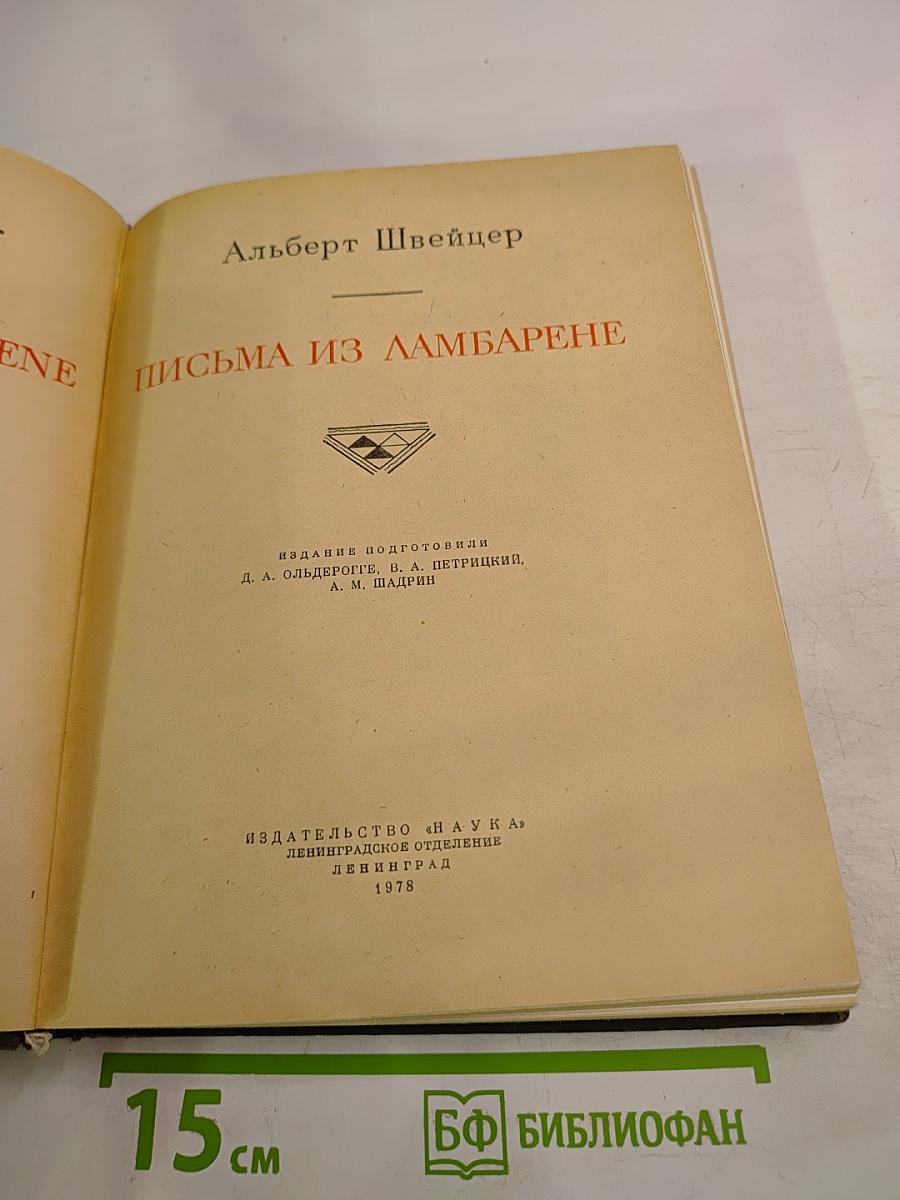 ENE
Альберт Швейцер
ПИСЬМА ИЗ ЛАМБАРЕНЕ
ИЗДАНИЕ ПОДГОТОВИЛИ
Д. А. ОЛЬДЕРОГГЕ, В. А. ПЕТРИЦКИЙ,
А. М. ШАДРИН
ИЗДАТЕЛЬСТВО «НАУКА»
ЛЕНИНГРАДСКОЕ ОТДЕЛЕНИЕ
ЛЕНИНГРАД
1978
15 см
БФ БИБЛИОФАН